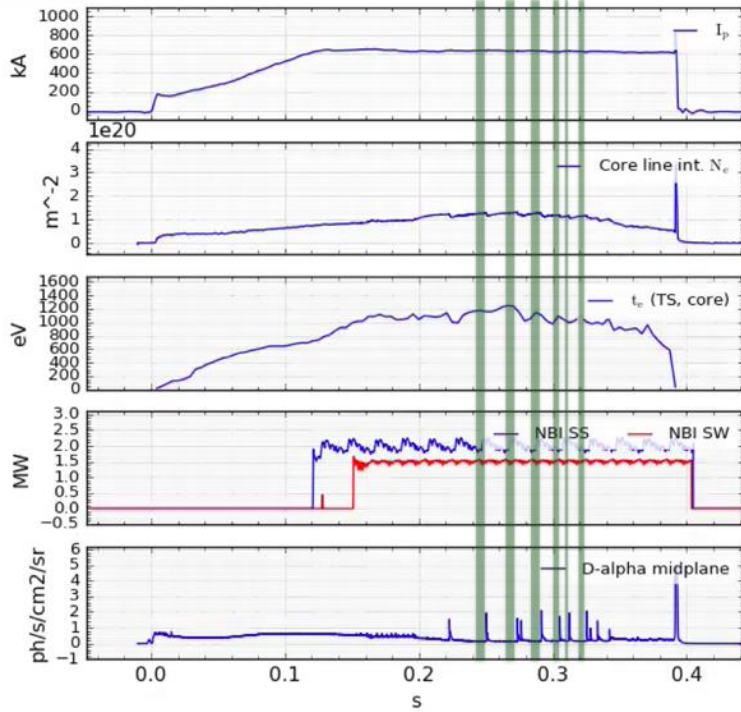 1000
800
600
400
200
0
kA
I_p
1e20
4
3
2
1
0
m^-2
Core line int. N_e
1600
1400
1200
1000
800
600
400
200
0
eV
t_e (TS, core)
3.0
2.5
2.0
1.5
1.0
0.5
0.0
−0.5
MW
NBI SS NBI SW
6
5
4
3
2
1
0
−1
ph/s/cm2/sr
D-alpha midplane
0.0 0.1 0.2 0.3 0.4
s